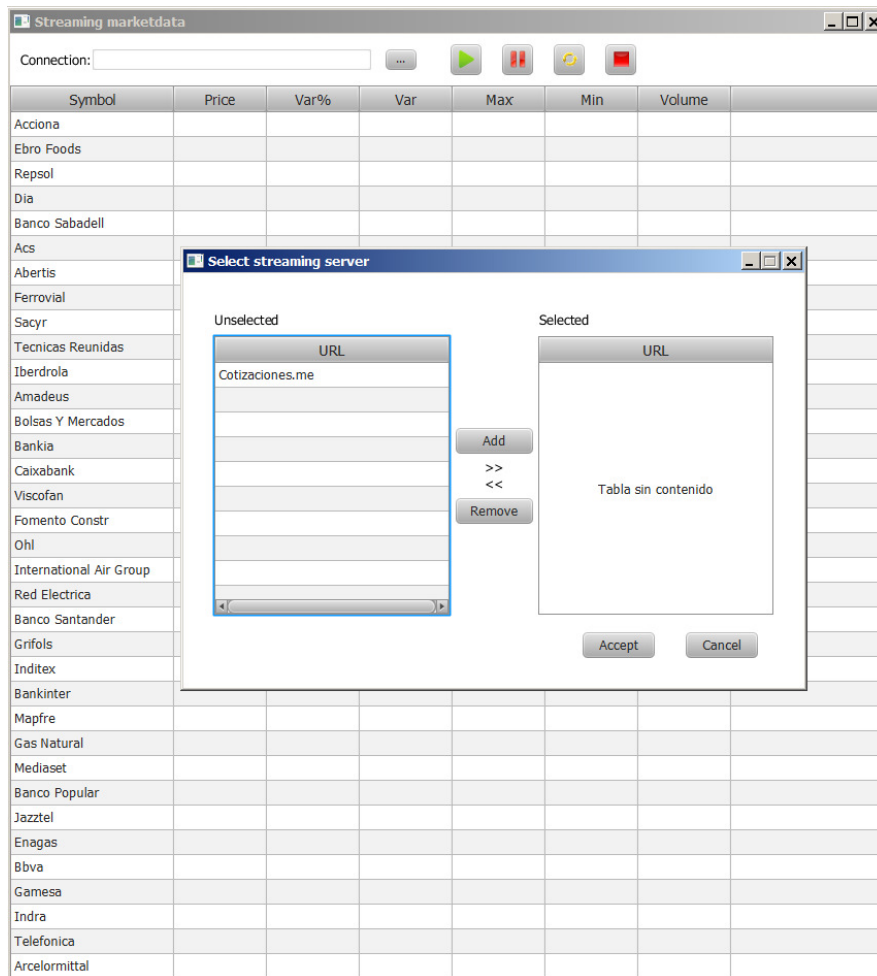 Streaming marketdata
Connection: ...
Symbol Price Var% Var Max Min Volume
Acciona
Ebro Foods
Repsol
Dia
Banco Sabadell
Acs
Abertis
Ferrovial
Sacyr
Tecnicas Reunidas
Iberdrola
Amadeus
Bolsas Y Mercados
Bankia
Caixabank
Viscofan
Fomento Constr
Ohl
International Air Group
Red Electrica
Banco Santander
Grifols
Inditex
Bankinter
Mapfre
Gas Natural
Mediaset
Banco Popular
Jazztel
Enagas
Bbva
Gamesa
Indra
Telefonica
Arcelormittal
Select streaming server
Unselected Selected
URL URL
Cotizaciones.me
Add
>>
<<
Tabla sin contenido
Remove
Accept Cancel